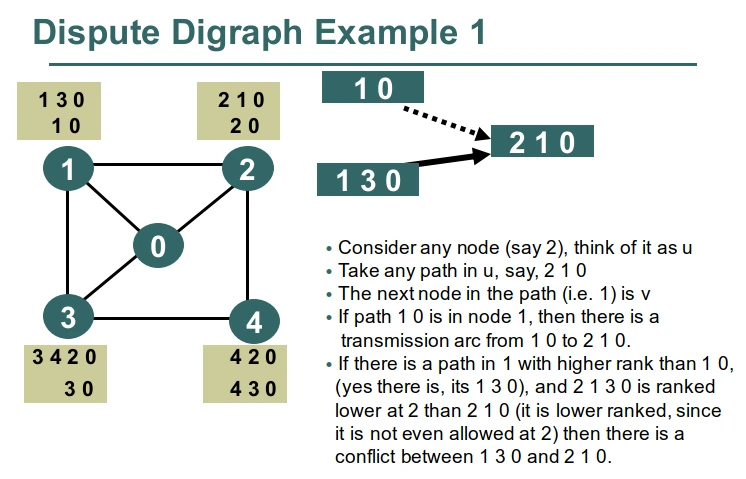 Dispute Digraph Example 1
1 3 0
1 0
2 1 0
2 0
1
2
0
3
4
3 4 2 0
3 0
4 2 0
4 3 0
1 0
2 1 0
1 3 0
• Consider any node (say 2), think of it as u
• Take any path in u, say, 2 1 0
• The next node in the path (i.e. 1) is v
• If path 1 0 is in node 1, then there is a
transmission arc from 1 0 to 2 1 0.
• If there is a path in 1 with higher rank than 1 0,
(yes there is, its 1 3 0), and 2 1 3 0 is ranked
lower at 2 than 2 1 0 (it is lower ranked, since
it is not even allowed at 2) then there is a
conflict between 1 3 0 and 2 1 0.